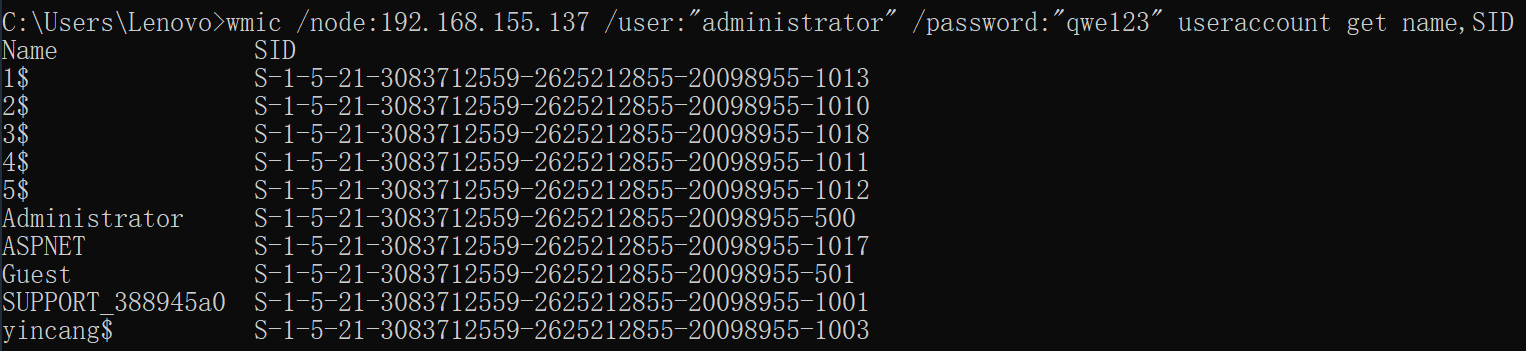 C:\Users\Lenovo>wmic /node:192.168.155.137 /user:"administrator" /password:"qwe123" useraccount get name,SID
Name SID
1$ S-1-5-21-3083712559-2625212855-20098955-1013
2$ S-1-5-21-3083712559-2625212855-20098955-1010
3$ S-1-5-21-3083712559-2625212855-20098955-1018
4$ S-1-5-21-3083712559-2625212855-20098955-1011
5$ S-1-5-21-3083712559-2625212855-20098955-1012
Administrator S-1-5-21-3083712559-2625212855-20098955-500
ASPNET S-1-5-21-3083712559-2625212855-20098955-1017
Guest S-1-5-21-3083712559-2625212855-20098955-501
SUPPORT_388945a0 S-1-5-21-3083712559-2625212855-20098955-1001
yincang$ S-1-5-21-3083712559-2625212855-20098955-1003